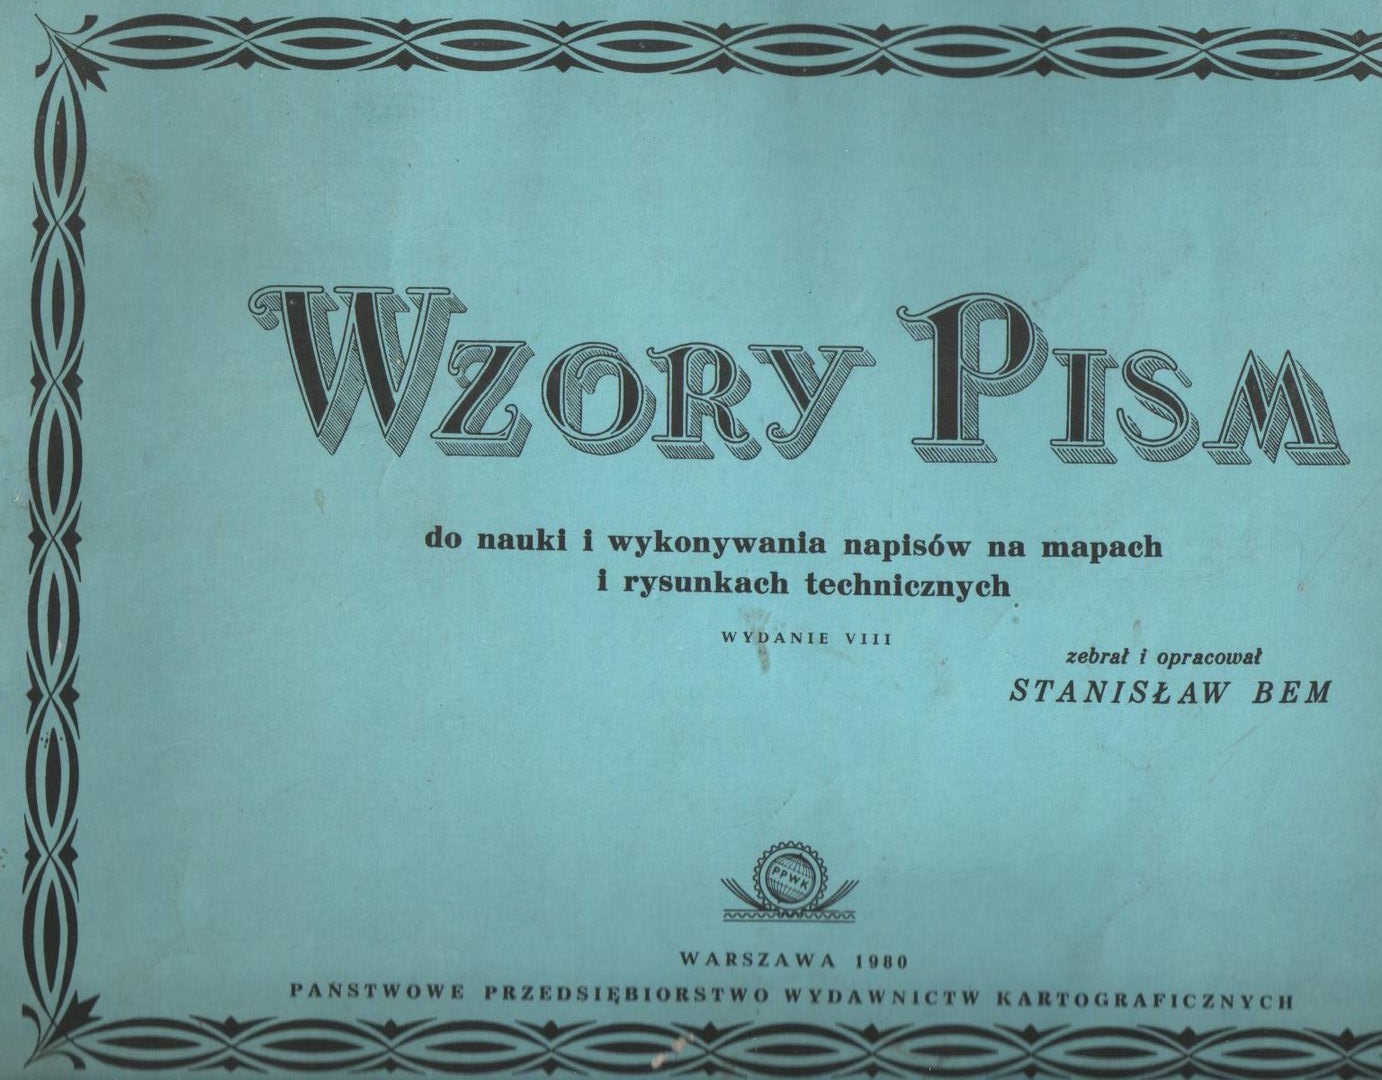 WZORY PISM
do nauki i wykonywania napisów na mapach
i rysunkach technicznych
WYDANIE VIII
zebrał i opracował
STANISŁAW BEM
PPWK
WARSZAWA 1980
PAŃSTWOWE PRZEDSIĘBIORSTWO WYDAWNICTW KARTOGRAFICZNYCH